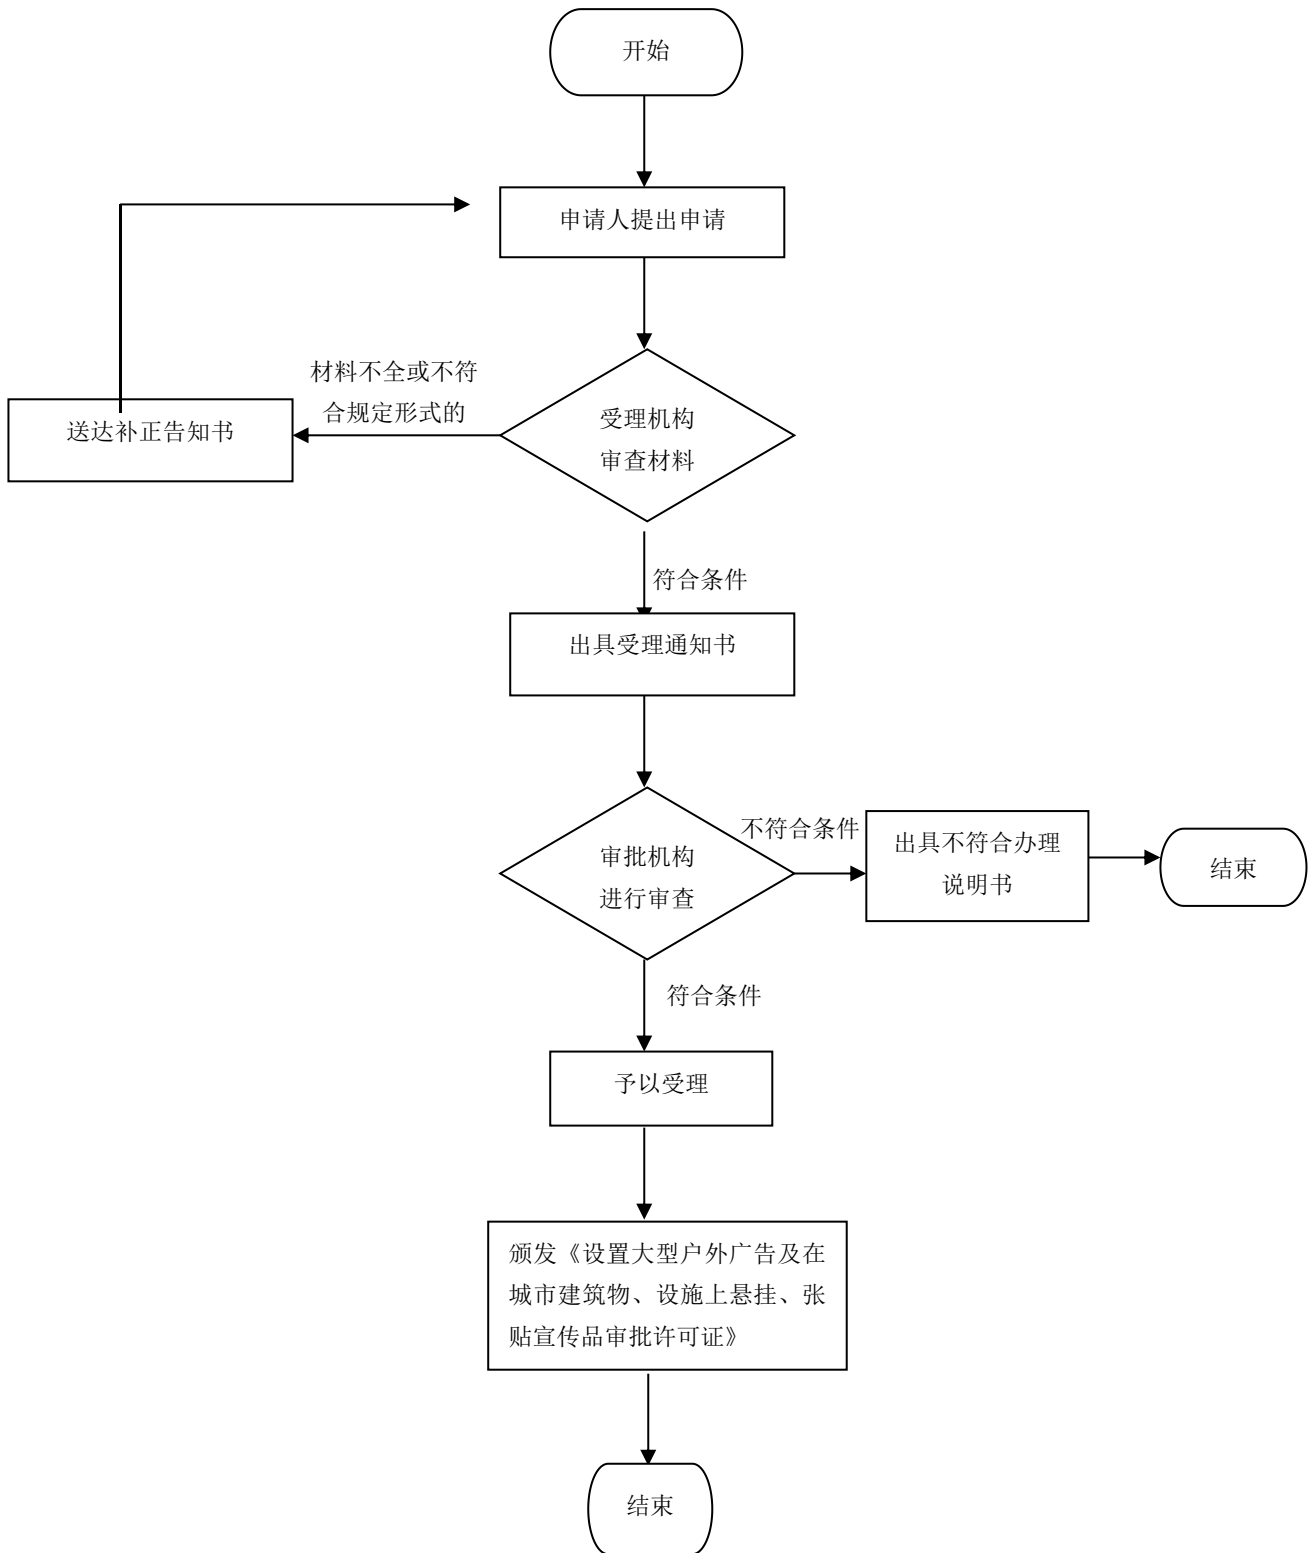 开始
申请人提出申请
材料不全或不符
合规定形式的
送达补正告知书
受理机构
审查材料
符合条件
出具受理通知书
审批机构
进行审查
不符合条件
出具不符合办理
说明书
结束
符合条件
予以受理
颁发《设置大型户外广告及在
城市建筑物、设施上悬挂、张
贴宣传品审批许可证》
结束